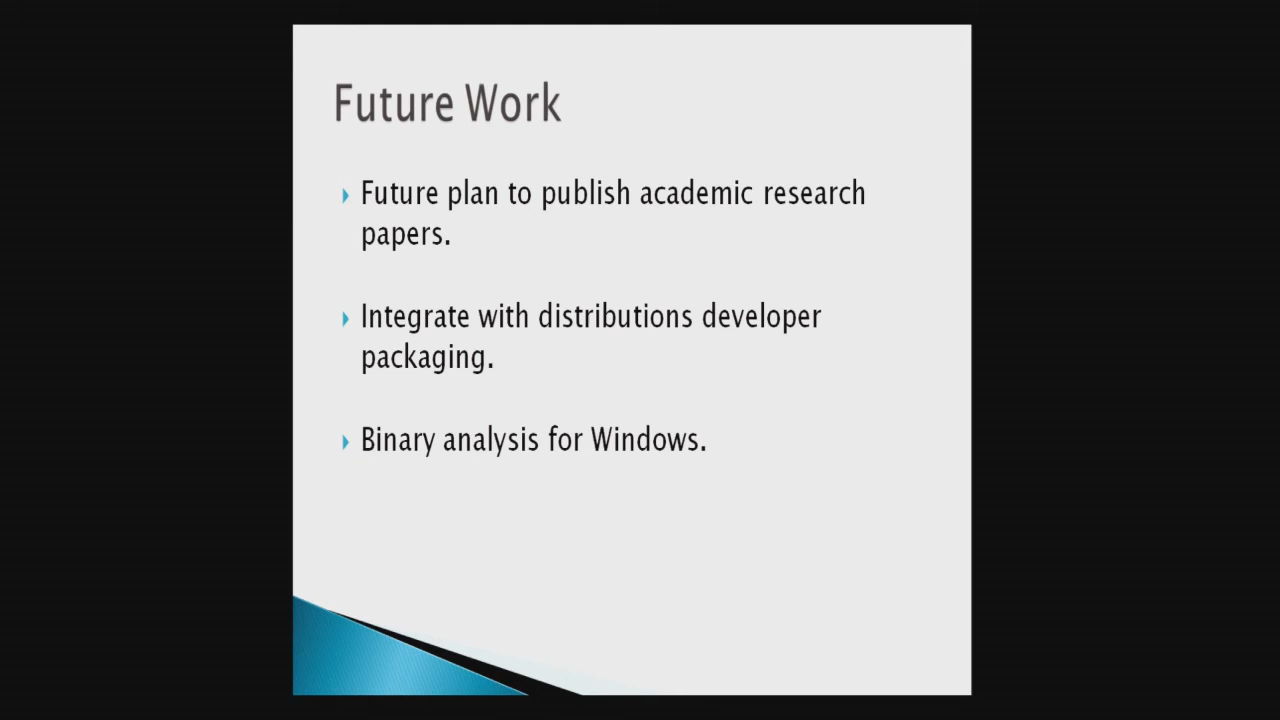 Future Work
Future plan to publish academic research
papers.
Integrate with distributions developer
packaging.
Binary analysis for Windows.